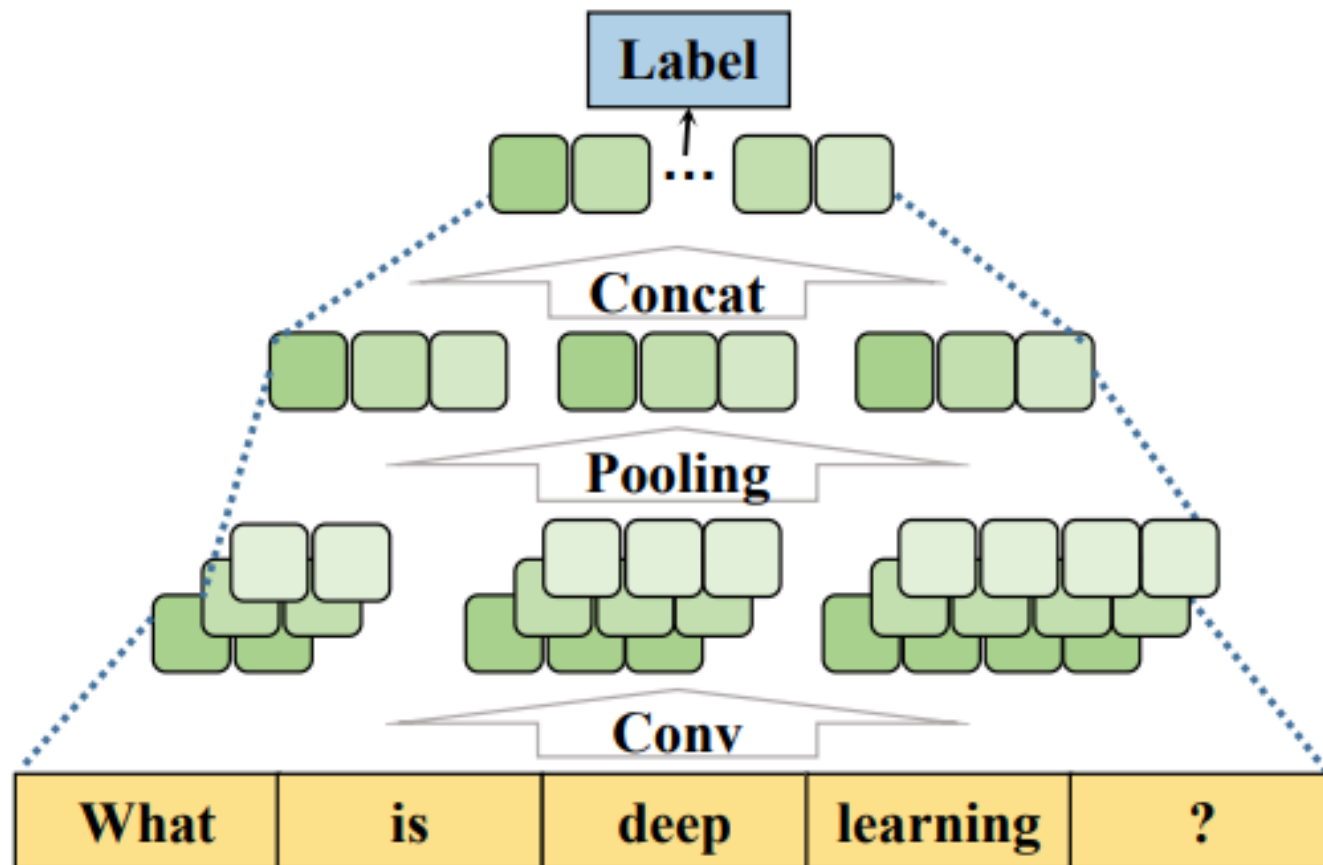 Label
...
Concat
Pooling
Conv
What is deep learning ?